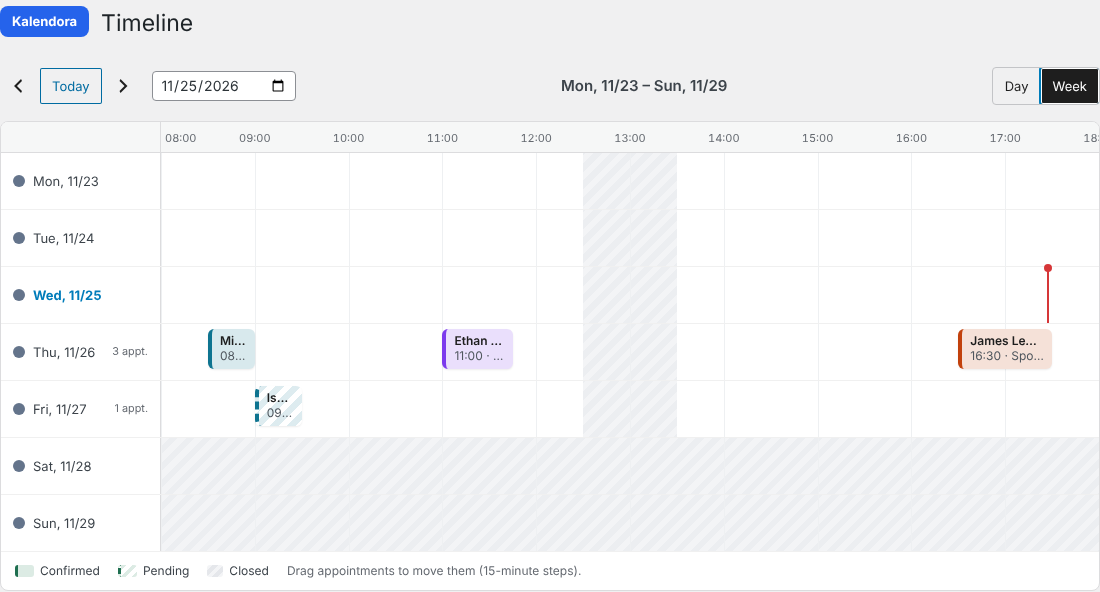 Kalendora Timeline
Today 11/25/2026 Mon, 11/23 – Sun, 11/29 Day Week
08:00 09:00 10:00 11:00 12:00 13:00 14:00 15:00 16:00 17:00 18:
Mon, 11/23
Tue, 11/24
Wed, 11/25
Thu, 11/26 3 appt.
Mi...
08...
Ethan ...
11:00 · ...
James Le...
16:30 · Spo...
Fri, 11/27 1 appt.
Is...
09...
Sat, 11/28
Sun, 11/29
Confirmed Pending Closed Drag appointments to move them (15-minute steps).